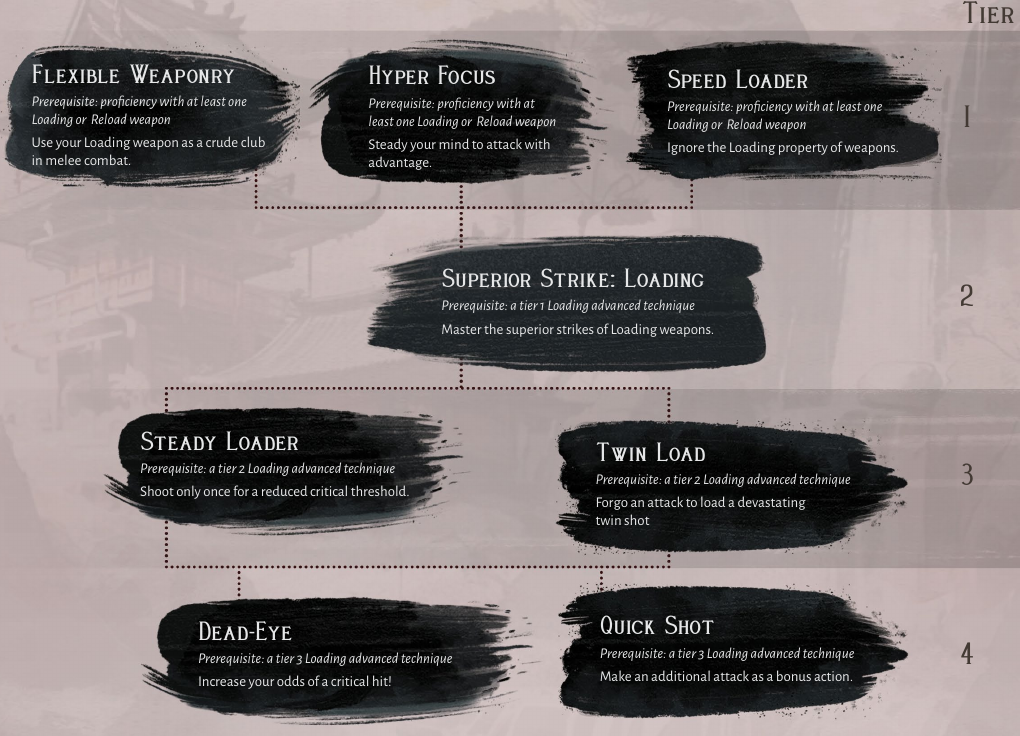 Tier
Flexible Weaponry
Prerequisite: proficiency with at least one
Loading or Reload weapon
Use your Loading weapon as a crude club
in melee combat.
Hyper Focus
Prerequisite: proficiency with at
least one Loading or Reload weapon
Steady your mind to attack with
advantage.
Speed Loader
Prerequisite: proficiency with at least one
Loading or Reload weapon
Ignore the Loading property of weapons.
1
Superior Strike: Loading
Prerequisite: a tier 1 Loading advanced technique
Master the superior strikes of Loading weapons.
2
Steady Loader
Prerequisite: a tier 2 Loading advanced technique
Shoot only once for a reduced critical threshold.
Twin Load
Prerequisite: a tier 2 Loading advanced technique
Forgo an attack to load a devastating
twin shot
3
Dead-Eye
Prerequisite: a tier 3 Loading advanced technique
Increase your odds of a critical hit!
Quick Shot
Prerequisite: a tier 3 Loading advanced technique
Make an additional attack as a bonus action.
4